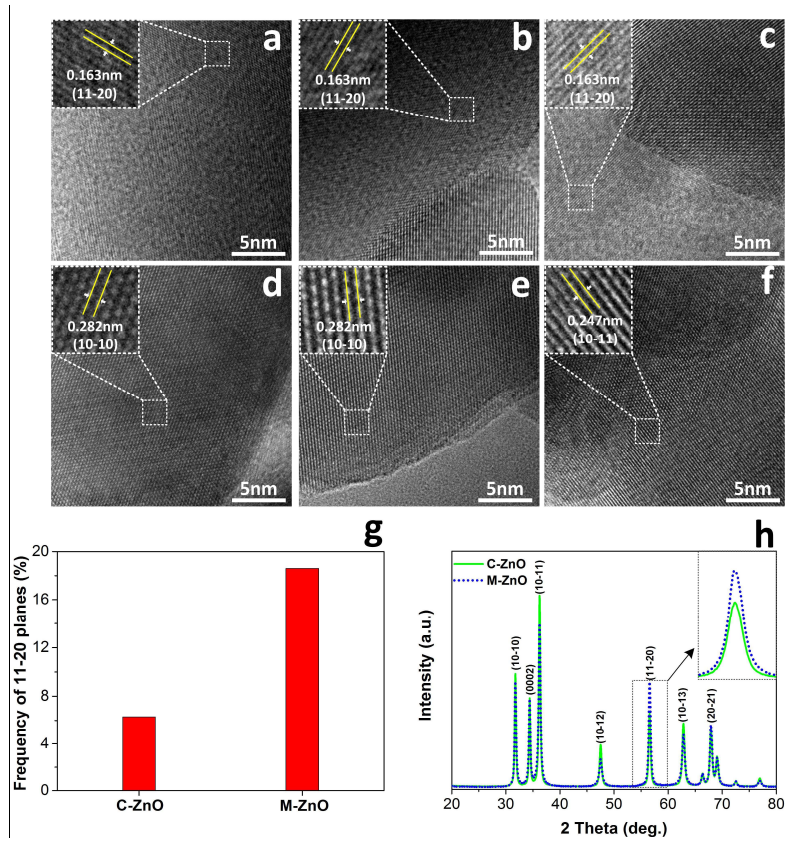 a
0.163nm
(11-20)
5nm
b
0.163nm
(11-20)
5nm
c
0.163nm
(11-20)
5nm
d
0.282nm
(10-10)
5nm
e
0.282nm
(10-10)
5nm
f
0.247nm
(10-11)
5nm
g
Frequency of 11-20 planes (%)
20
18
12
8
4
0
C-ZnO
M-ZnO
h
C-ZnO
M-ZnO
Intensity (a.u.)
(10-10)
(0002)
(10-11)
(10-12)
(11-20)
(10-13)
(20-21)
20 30 40 50 60 70 80
2 Theta (deg.)